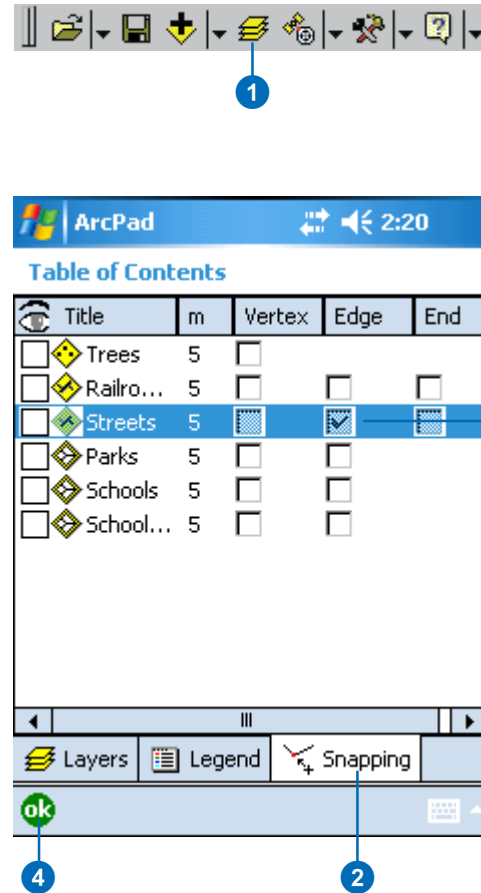 1
ArcPad 2:20
Table of Contents
Title m Vertex Edge End
Trees 5
Railro... 5
Streets 5
Parks 5
Schools 5
School... 5
Layers Legend Snapping
ok
4 2